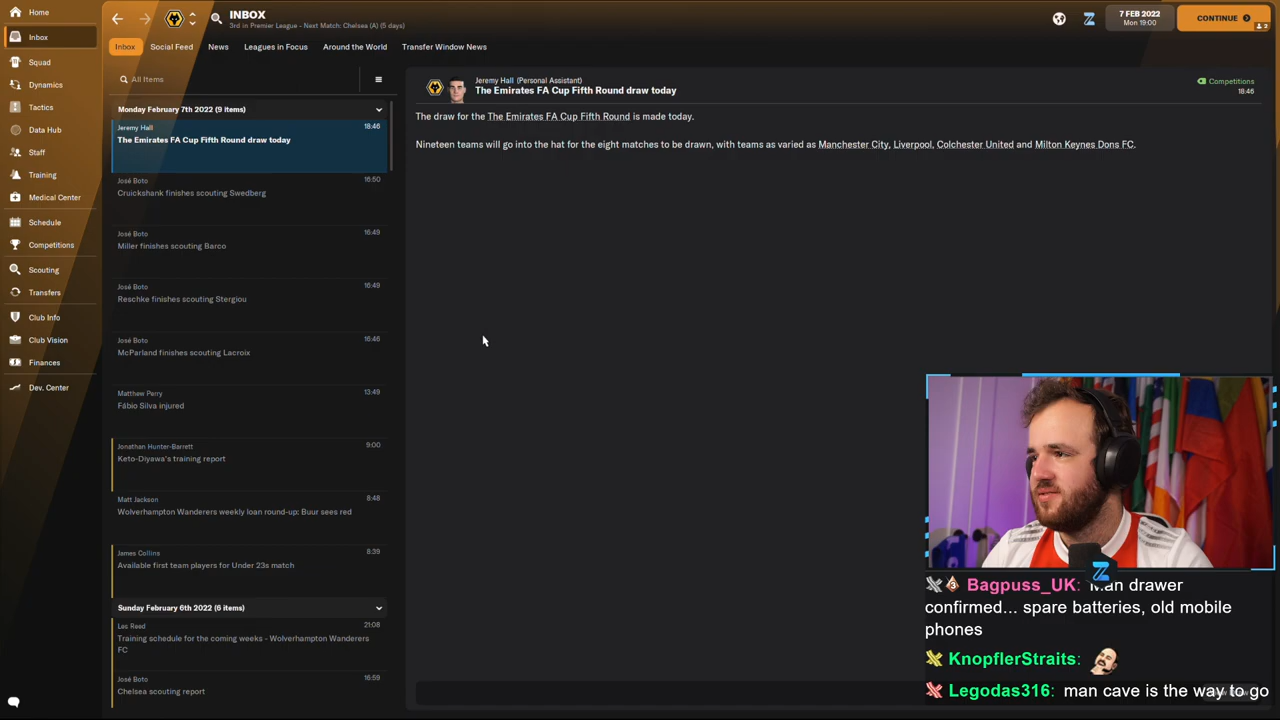 Home
Inbox
Squad
Dynamics
Tactics
Data Hub
Staff
Training
Medical Center
Schedule
Competitions
Scouting
Transfers
Club Info
Club Vision
Finances
Dev. Center
INBOX
3rd in Premier League - Next Match: Chelsea (A) (5 days)
7 FEB 2022
Mon 19:00
CONTINUE
2
Inbox
Social Feed
News
Leagues in Focus
Around the World
Transfer Window News
All Items
Monday February 7th 2022 (9 items)
Jeremy Hall
18:46
The Emirates FA Cup Fifth Round draw today
José Boto
16:50
Cruickshank finishes scouting Swedberg
José Boto
16:49
Miller finishes scouting Barco
José Boto
16:49
Reschke finishes scouting Stergiou
José Boto
16:46
McParland finishes scouting Lacroix
Matthew Perry
13:49
Fábio Silva injured
Jonathan Hunter-Barrett
9:00
Keto-Diyawa's training report
Matt Jackson
8:48
Wolverhampton Wanderers weekly loan round-up: Buur sees red
James Collins
8:39
Available first team players for Under 23s match
Sunday February 6th 2022 (6 items)
Les Reed
21:08
Training schedule for the coming weeks - Wolverhampton Wanderers
FC
José Boto
16:59
Chelsea scouting report
Jeremy Hall (Personal Assistant)
The Emirates FA Cup Fifth Round draw today
Competitions
18:46
The draw for the The Emirates FA Cup Fifth Round is made today.
Nineteen teams will go into the hat for the eight matches to be drawn, with teams as varied as Manchester City, Liverpool, Colchester United and Milton Keynes Dons FC.
Bagpuss_UK: Man drawer
confirmed... spare batteries, old mobile
phones
KnopflerStraits:
Legodas316: man cave is the way to go